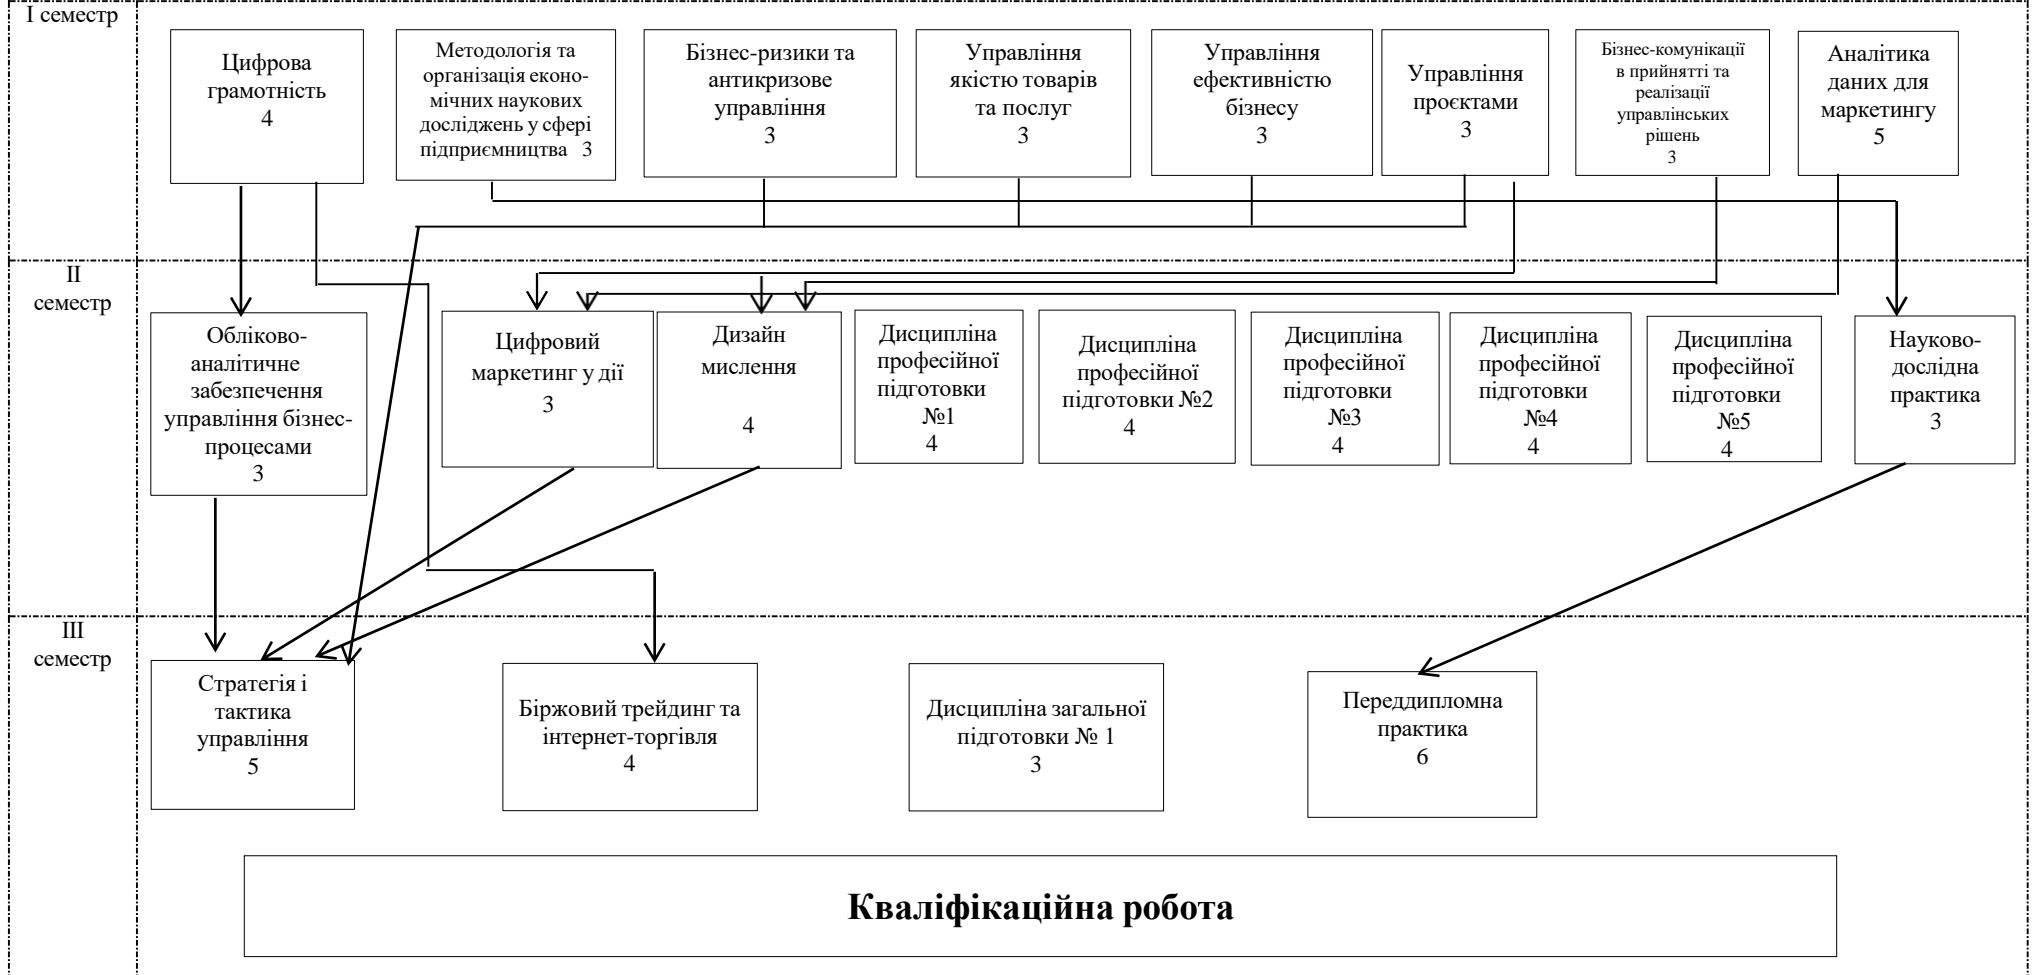 І семестр
Цифрова
грамотність
4
Методологія та
організація еконо-
мічних наукових
досліджень у сфері
підприємництва 3
Бізнес-ризики та
антикризове
управління
3
Управління
якістю товарів
та послуг
3
Управління
ефективністю
бізнесу
3
Управління
проєктами
3
Бізнес-комунікації
в прийнятті та
реалізації
управлінських
рішень
3
Аналітика
даних для
маркетингу
5
ІІ
семестр
Обліково-
аналітичне
забезпечення
управління бізнес-
процесами
3
Цифровий
маркетинг у дії
3
Дизайн
мислення
4
Дисципліна
професійної
підготовки
№1
4
Дисципліна
професійної
підготовки №2
4
Дисципліна
професійної
підготовки
№3
4
Дисципліна
професійної
підготовки
№4
4
Дисципліна
професійної
підготовки
№5
4
Науково-
дослідна
практика
3
ІІІ
семестр
Стратегія і
тактика
управління
5
Біржовий трейдинг та
інтернет-торгівля
4
Дисципліна загальної
підготовки № 1
3
Переддипломна
практика
6
Кваліфікаційна робота